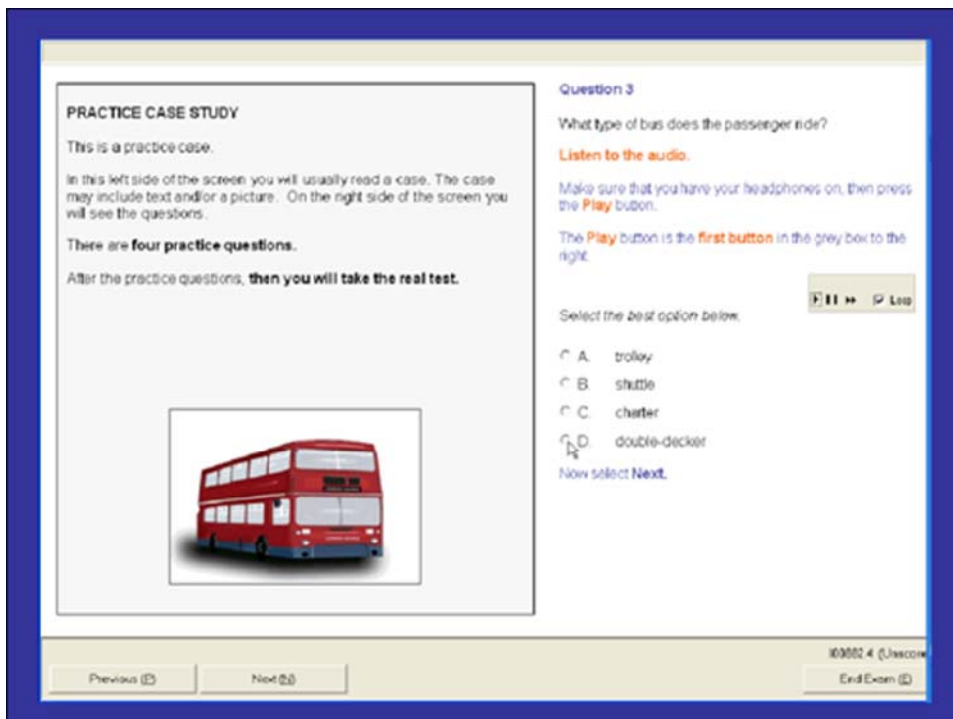 PRACTICE CASE STUDY
This is a practice case.
In this left side of the screen you will usually read a case. The case
may include text and/or a picture. On the right side of the screen you
will see the questions.
There are four practice questions.
After the practice questions, then you will take the real test.
Question 3
What type of bus does the passenger ride?
Listen to the audio.
Make sure that you have your headphones on, then press
the Play button.
The Play button is the first button in the grey box to the
right.
Loop
Select the best option below.
A. trolley
B. shuttle
C. charter
D. double-decker
Now select Next.
(Unscore
Previous (P)
Next (N)
End Exam (E)